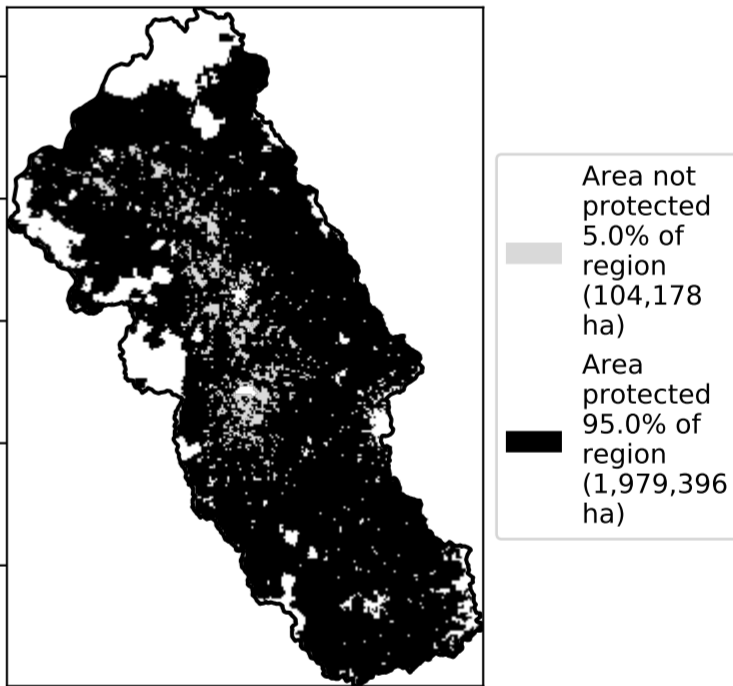 Area not
protected
5.0% of
region
(104,178
ha)
Area
protected
95.0% of
region
(1,979,396
ha)